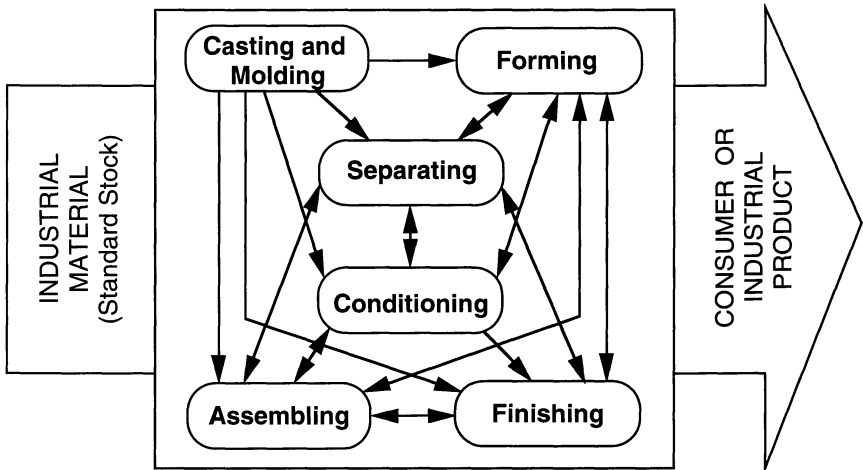 Casting and
Molding
Forming
INDUSTRIAL
MATERIAL
(Standard Stock)
Separating
CONSUMER OR
INDUSTRIAL
PRODUCT
Conditioning
Assembling
Finishing